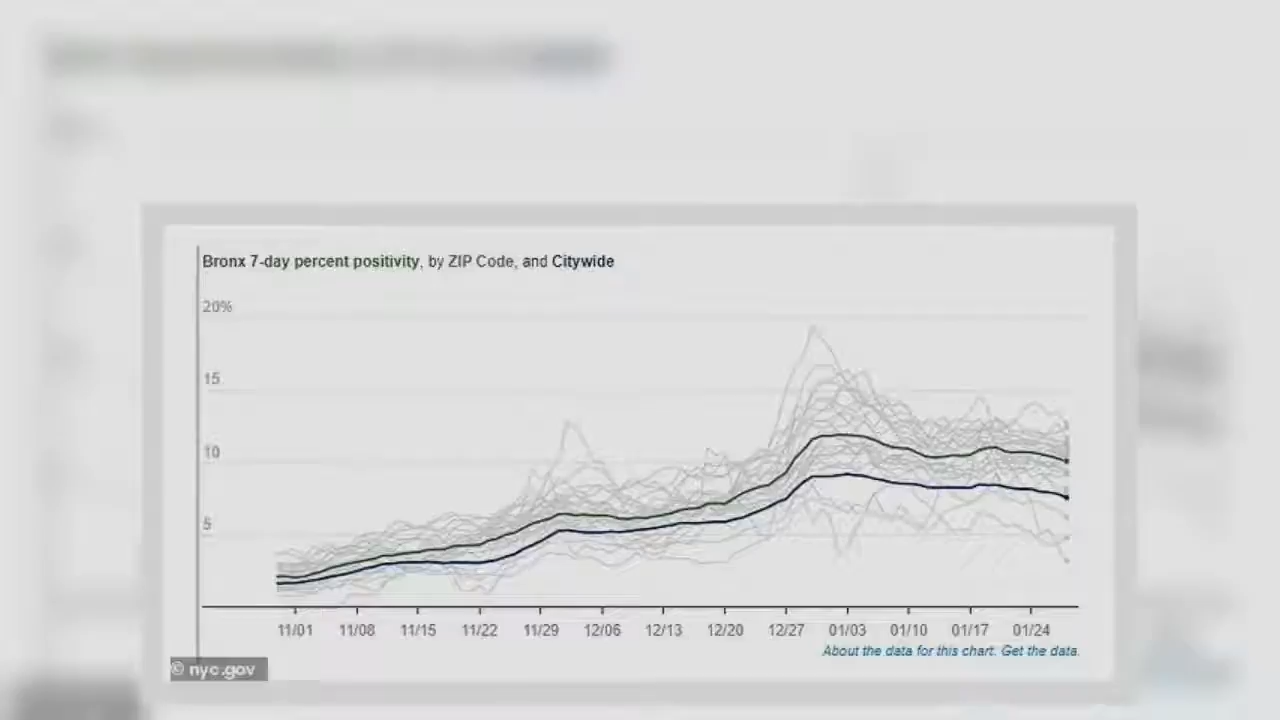 Bronx 7-day percent positivity, by ZIP Code, and Citywide
20%
15
10
5
11/01 11/08 11/15 11/22 11/29 12/06 12/13 12/20 12/27 01/03 01/10 01/17 01/24
About the data for this chart. Get the data.
© nyc.gov